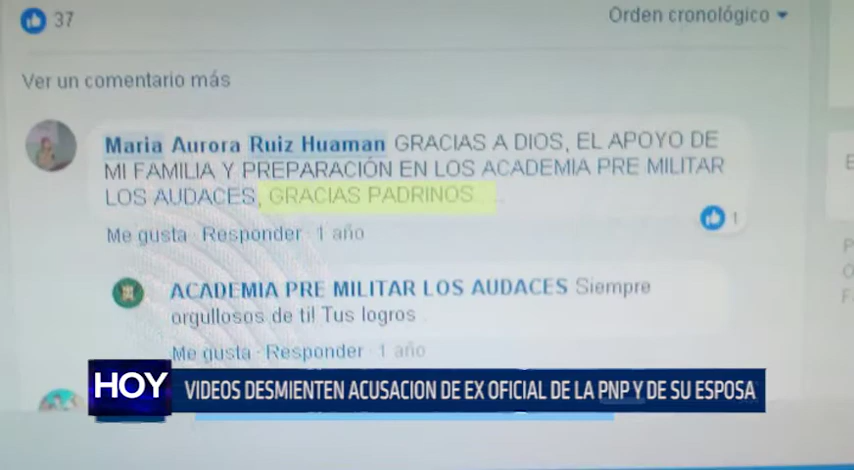 37
Orden cronológico
Ver un comentario más
Maria Aurora Ruiz Huaman GRACIAS A DIOS, EL APOYO DE
MI FAMILIA Y PREPARACIÓN EN LOS ACADEMIA PRE MILITAR
LOS AUDACES, GRACIAS PADRINOS...
1
Me gusta · Responder · 1 año
ACADEMIA PRE MILITAR LOS AUDACES Siempre
orgullosos de ti! Tus logros
Me gusta · Responder · 1 año
HOY VIDEOS DESMIENTEN ACUSACION DE EX OFICIAL DE LA PNP Y DE SU ESPOSA